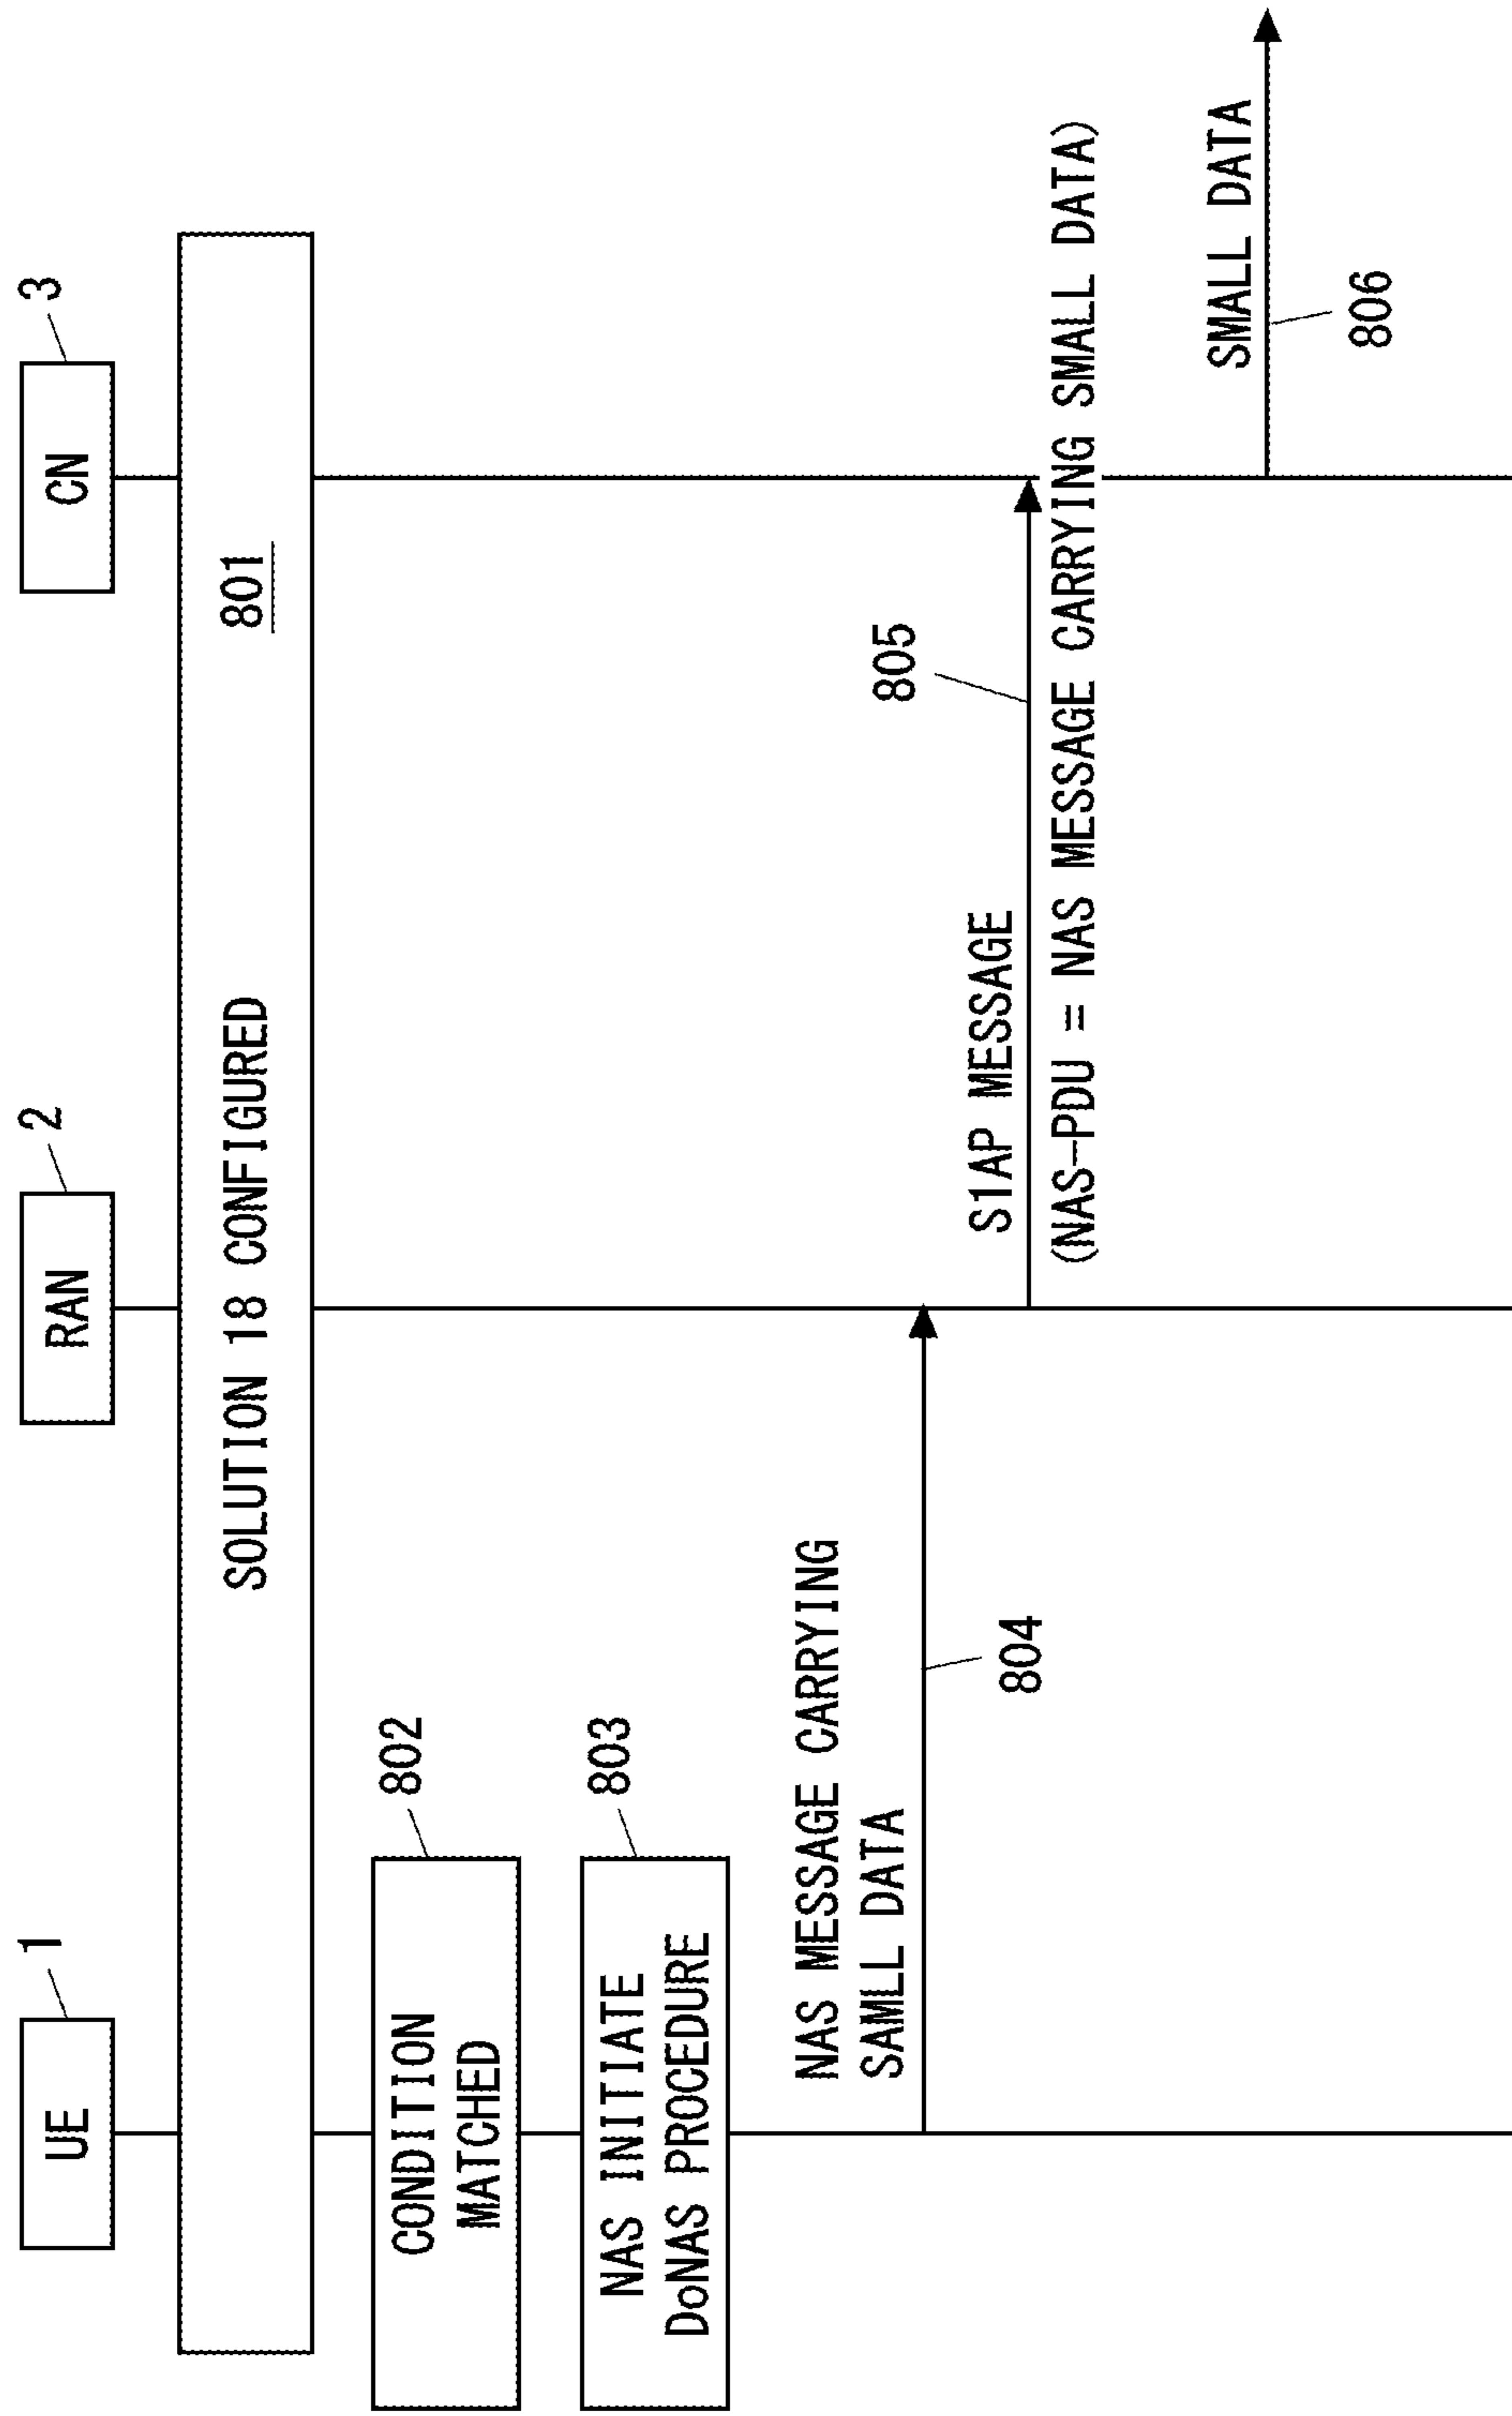 UE
1
RAN
2
CN
3
SOLUTION 18 CONFIGURED
801
CONDITION
MATCHED
802
NAS INITIATE
DoNAS PROCEDURE
803
NAS MESSAGE CARRYING
SAMLL DATA
804
805
S1AP MESSAGE
(NAS-PDU = NAS MESSAGE CARRYING SMALL DATA)
SMALL DATA
806